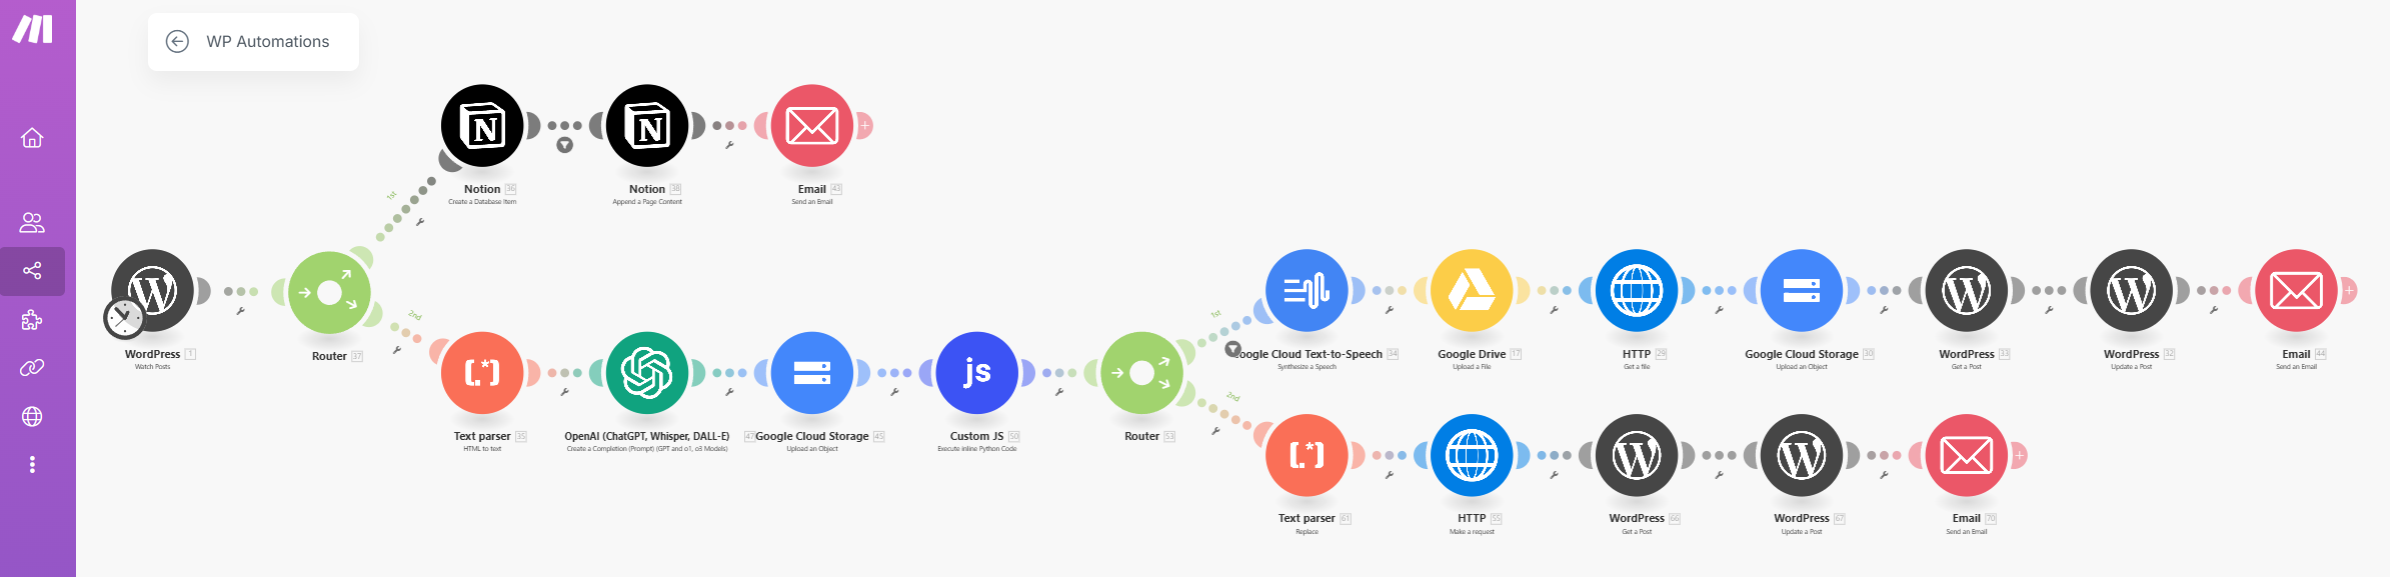 WP Automations
N
N
Notion 36
Create a Database Item
Notion 38
Append a Page Content
Email 43
Send an Email
1st
WordPress 1
Watch Posts
Router 37
2nd
[.*]
Text parser 35
HTML to text
OpenAI (ChatGPT, Whisper, DALL-E) 47
Create a Completion (Prompt) (GPT and o1, o3 Models)
Google Cloud Storage 45
Upload an Object
js
Custom JS 50
Execute inline Python Code
Router 53
1st
oogle Cloud Text-to-Speech 34
Synthesize a Speech
Google Drive 17
Upload a File
HTTP 29
Get a file
Google Cloud Storage 30
Upload an Object
WordPress 33
Get a Post
WordPress 32
Update a Post
Email 44
Send an Email
2nd
[.*]
Text parser 61
Replace
HTTP 55
Make a request
WordPress 66
Get a Post
WordPress 67
Update a Post
Email 70
Send an Email